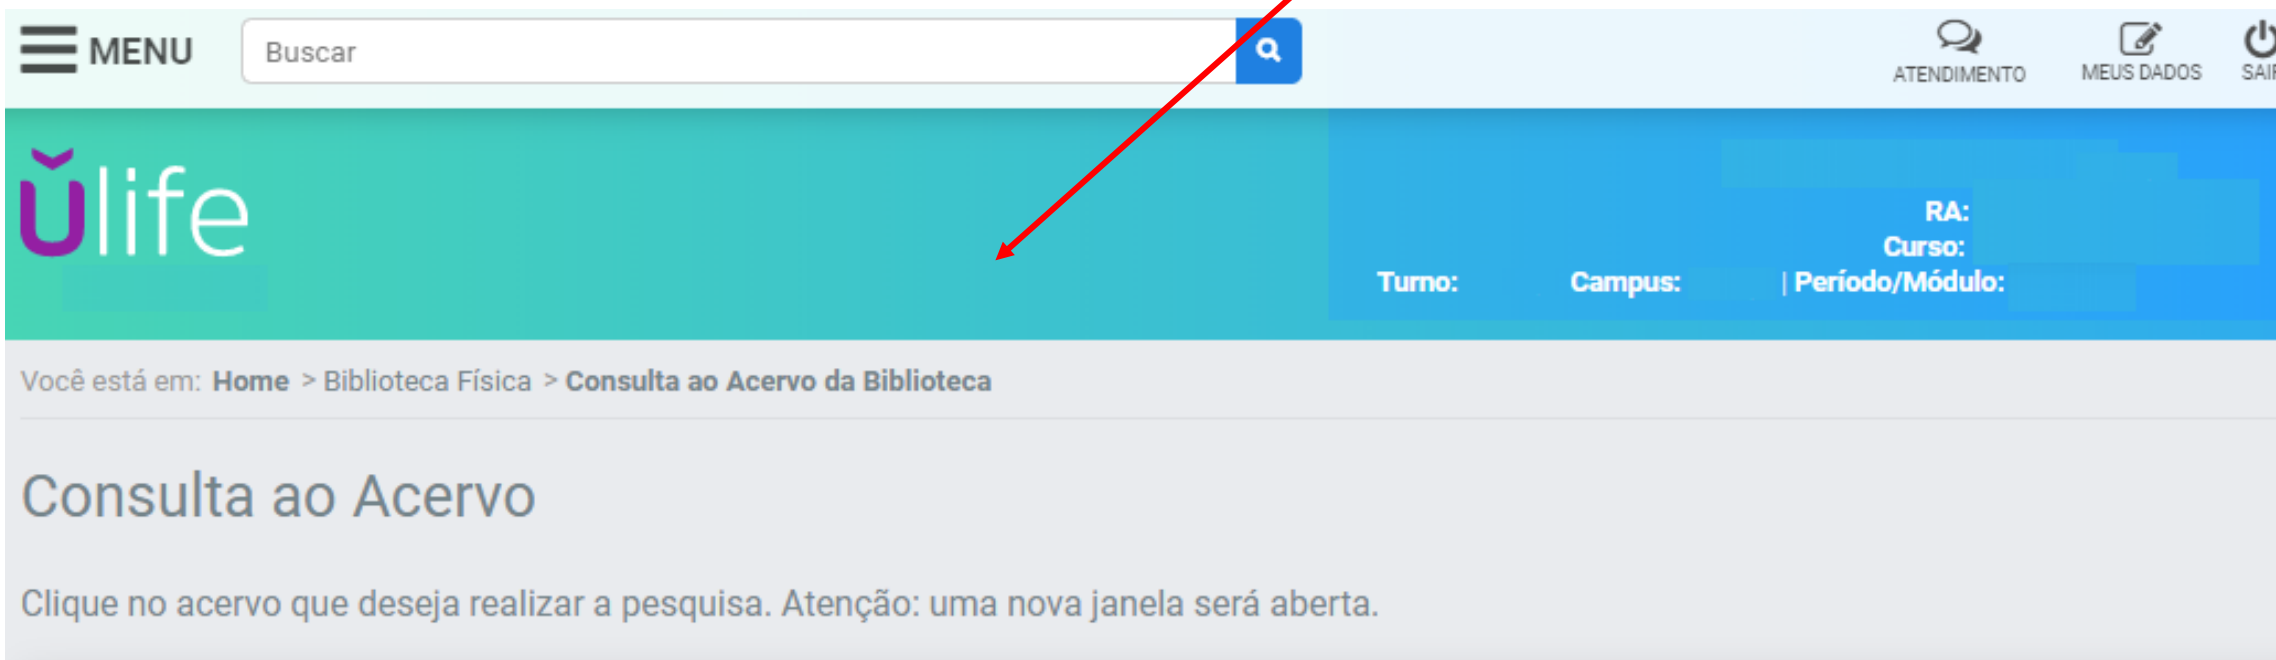 MENU
Buscar
ATENDIMENTO
MEUS DADOS
SAIR
ŭlife
RA:
Curso:
Turno: Campus: | Período/Módulo:
Você está em: Home > Biblioteca Física > Consulta ao Acervo da Biblioteca
Consulta ao Acervo
Clique no acervo que deseja realizar a pesquisa. Atenção: uma nova janela será aberta.